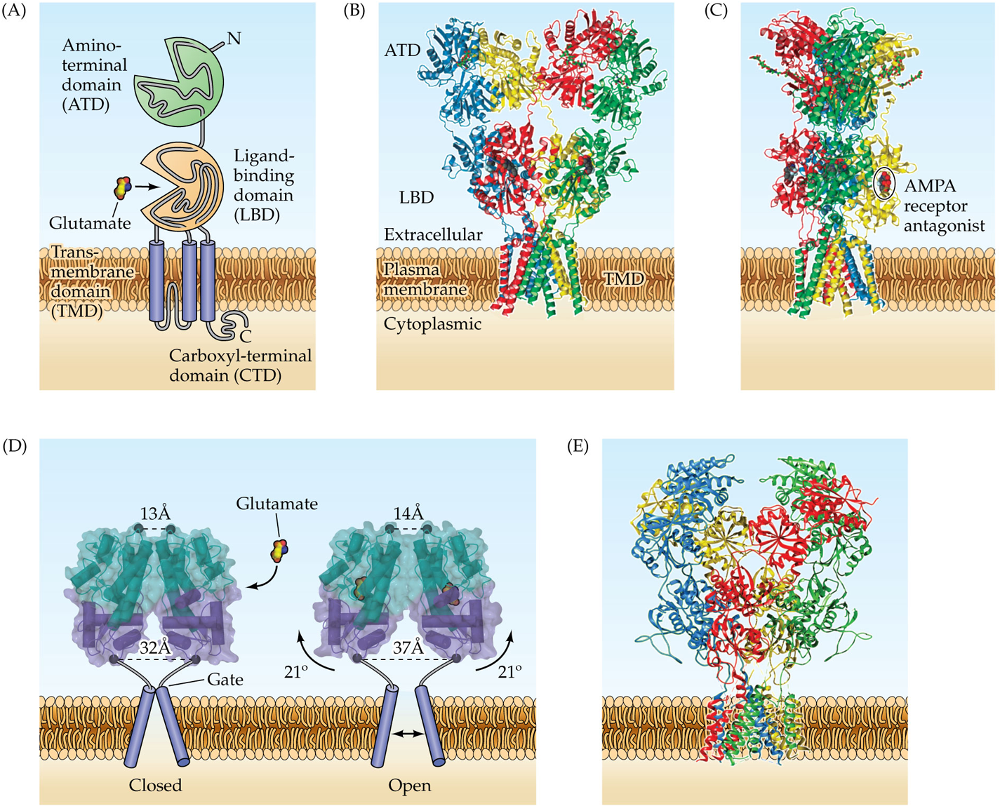 (A)
Amino-
terminal
domain
(ATD)
N
Ligand-
binding
domain
(LBD)
Glutamate
Trans-
membrane
domain
(TMD)
C
Carboxyl-terminal
domain (CTD)
(B)
ATD
LBD
Extracellular
Plasma
membrane
TMD
Cytoplasmic
(C)
AMPA
receptor
antagonist
(D)
13Å
Glutamate
14Å
32Å
37Å
21°
21°
Gate
Closed
Open
(E)